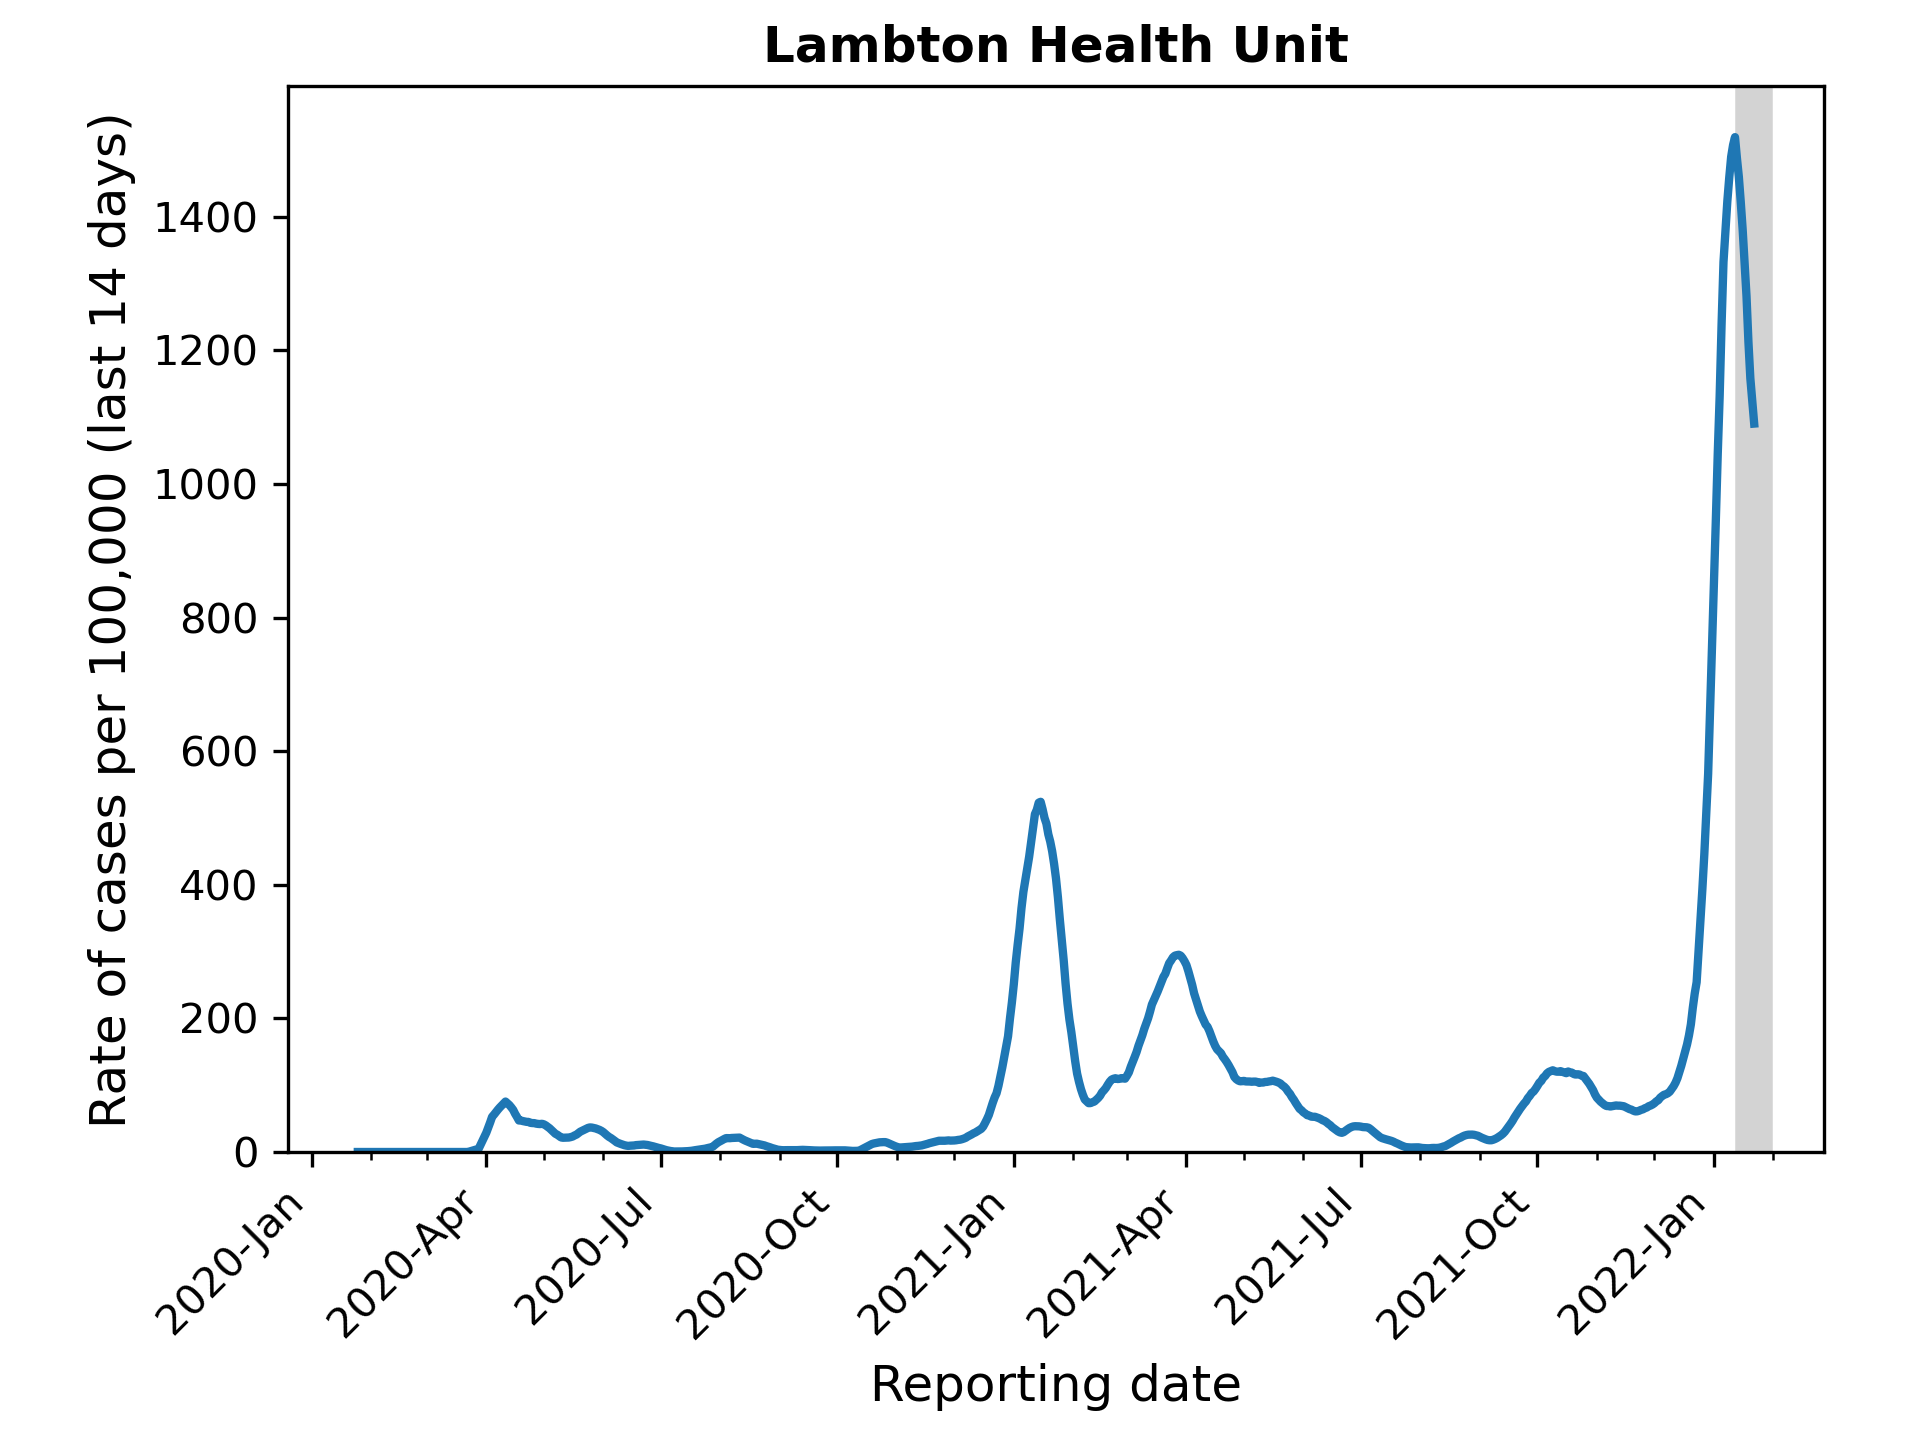 Lambton Health Unit
Rate of cases per 100,000 (last 14 days)
1400
1200
1000
800
600
400
200
0
2020-Jan
2020-Apr
2020-Jul
2020-Oct
2021-Jan
2021-Apr
2021-Jul
2021-Oct
2022-Jan
Reporting date